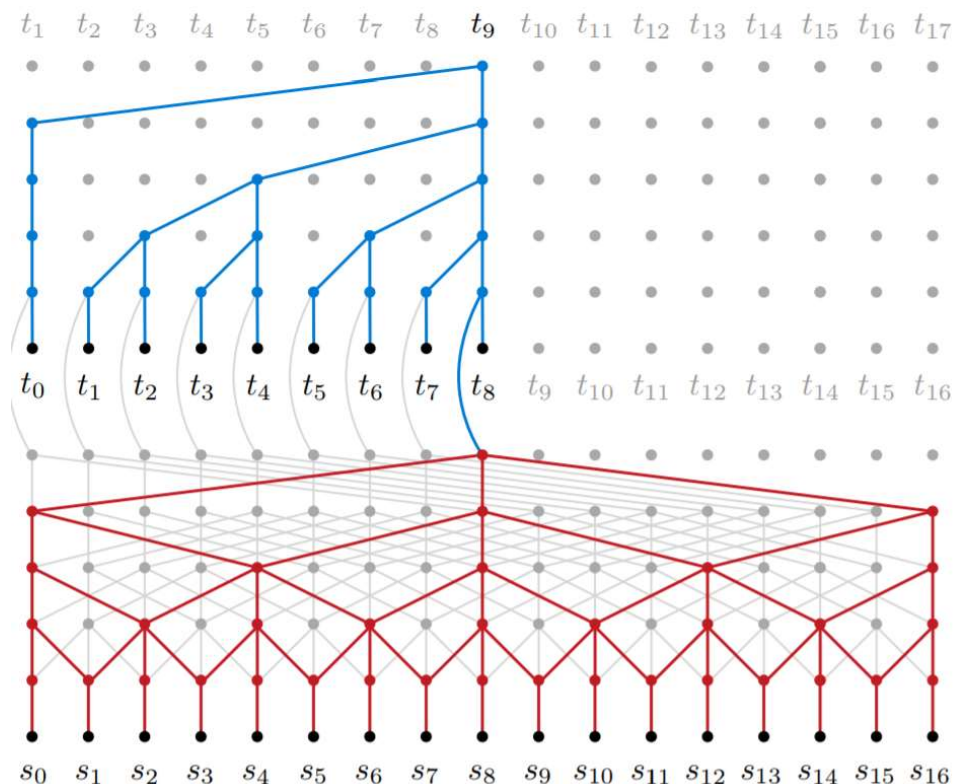 t₁ t₂ t₃ t₄ t₅ t₆ t₇ t₈ t₉ t₁₀ t₁₁ t₁₂ t₁₃ t₁₄ t₁₅ t₁₆ t₁₇
t₀ t₁ t₂ t₃ t₄ t₅ t₆ t₇ t₈ t₉ t₁₀ t₁₁ t₁₂ t₁₃ t₁₄ t₁₅ t₁₆
s₀ s₁ s₂ s₃ s₄ s₅ s₆ s₇ s₈ s₉ s₁₀ s₁₁ s₁₂ s₁₃ s₁₄ s₁₅ s₁₆